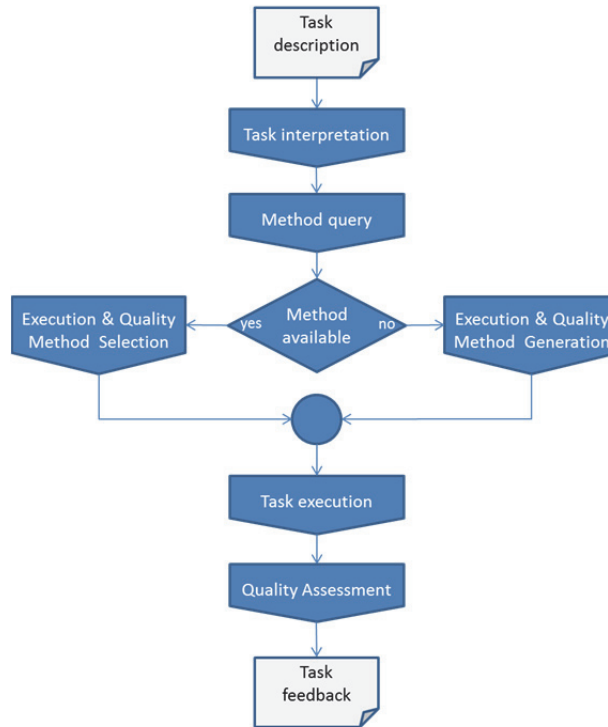 Task
description
Task interpretation
Method query
Method
available
yes
no
Execution & Quality
Method Selection
Execution & Quality
Method Generation
Task execution
Quality Assessment
Task
feedback